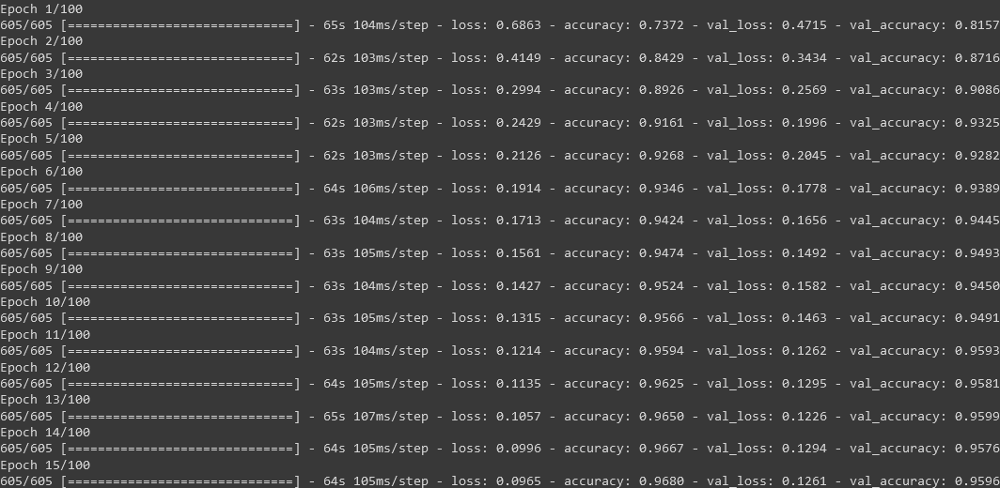 Epoch 1/100
605/605 [==============================] - 65s 104ms/step - loss: 0.6863 - accuracy: 0.7372 - val_loss: 0.4715 - val_accuracy: 0.8157
Epoch 2/100
605/605 [==============================] - 62s 103ms/step - loss: 0.4149 - accuracy: 0.8429 - val_loss: 0.3434 - val_accuracy: 0.8716
Epoch 3/100
605/605 [==============================] - 63s 103ms/step - loss: 0.2994 - accuracy: 0.8926 - val_loss: 0.2569 - val_accuracy: 0.9086
Epoch 4/100
605/605 [==============================] - 62s 103ms/step - loss: 0.2429 - accuracy: 0.9161 - val_loss: 0.1996 - val_accuracy: 0.9325
Epoch 5/100
605/605 [==============================] - 62s 103ms/step - loss: 0.2126 - accuracy: 0.9268 - val_loss: 0.2045 - val_accuracy: 0.9282
Epoch 6/100
605/605 [==============================] - 64s 106ms/step - loss: 0.1914 - accuracy: 0.9346 - val_loss: 0.1778 - val_accuracy: 0.9389
Epoch 7/100
605/605 [==============================] - 63s 104ms/step - loss: 0.1713 - accuracy: 0.9424 - val_loss: 0.1656 - val_accuracy: 0.9445
Epoch 8/100
605/605 [==============================] - 63s 105ms/step - loss: 0.1561 - accuracy: 0.9474 - val_loss: 0.1492 - val_accuracy: 0.9493
Epoch 9/100
605/605 [==============================] - 63s 104ms/step - loss: 0.1427 - accuracy: 0.9524 - val_loss: 0.1582 - val_accuracy: 0.9450
Epoch 10/100
605/605 [==============================] - 63s 105ms/step - loss: 0.1315 - accuracy: 0.9566 - val_loss: 0.1463 - val_accuracy: 0.9491
Epoch 11/100
605/605 [==============================] - 63s 104ms/step - loss: 0.1214 - accuracy: 0.9594 - val_loss: 0.1262 - val_accuracy: 0.9593
Epoch 12/100
605/605 [==============================] - 64s 105ms/step - loss: 0.1135 - accuracy: 0.9625 - val_loss: 0.1295 - val_accuracy: 0.9581
Epoch 13/100
605/605 [==============================] - 65s 107ms/step - loss: 0.1057 - accuracy: 0.9650 - val_loss: 0.1226 - val_accuracy: 0.9599
Epoch 14/100
605/605 [==============================] - 64s 105ms/step - loss: 0.0996 - accuracy: 0.9667 - val_loss: 0.1294 - val_accuracy: 0.9576
Epoch 15/100
605/605 [==============================] - 64s 105ms/step - loss: 0.0965 - accuracy: 0.9680 - val_loss: 0.1261 - val_accuracy: 0.9596